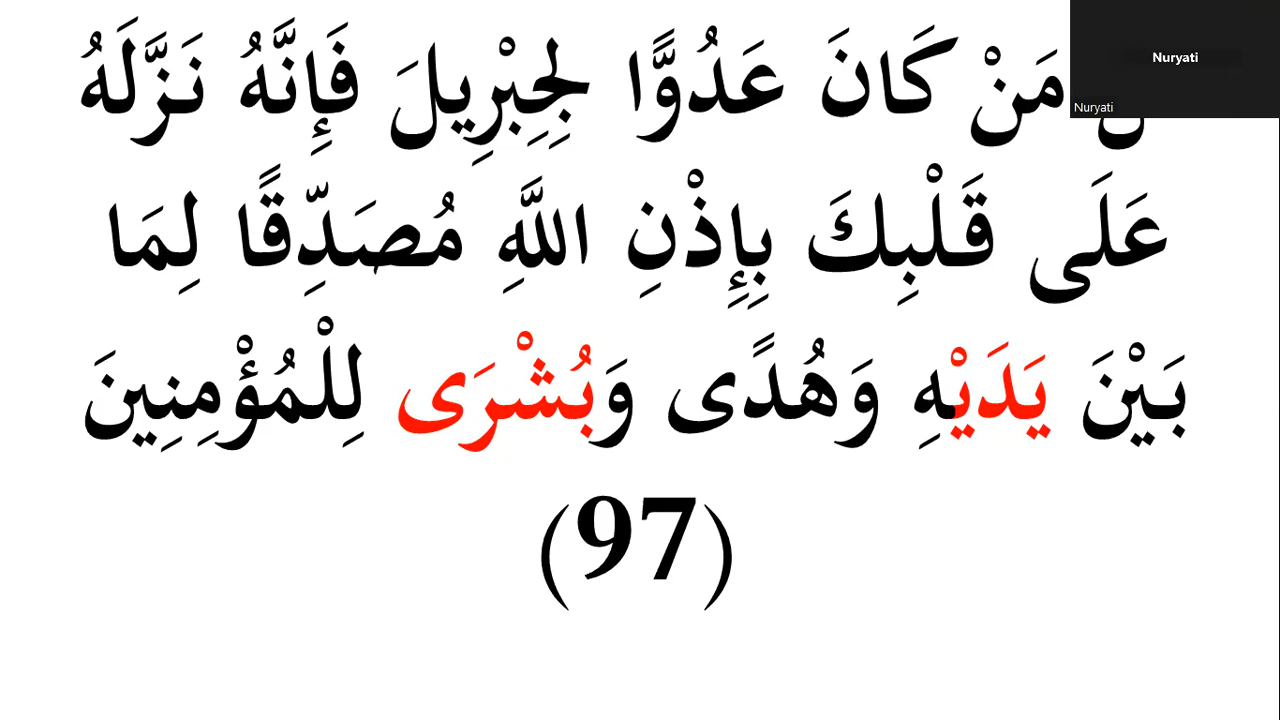 مَنْ كَانَ عَدُوًّا لِجِبْرِيلَ فَإِنَّهُ نَزَّلَهُ
عَلَى قَلْبِكَ بِإِذْنِ اللَّهِ مُصَدِّقًا لِمَا
بَيْنَ يَدَيْهِ وَهُدًى وَبُشْرَى لِلْمُؤْمِنِينَ
(97)
Nuryati
Nuryati